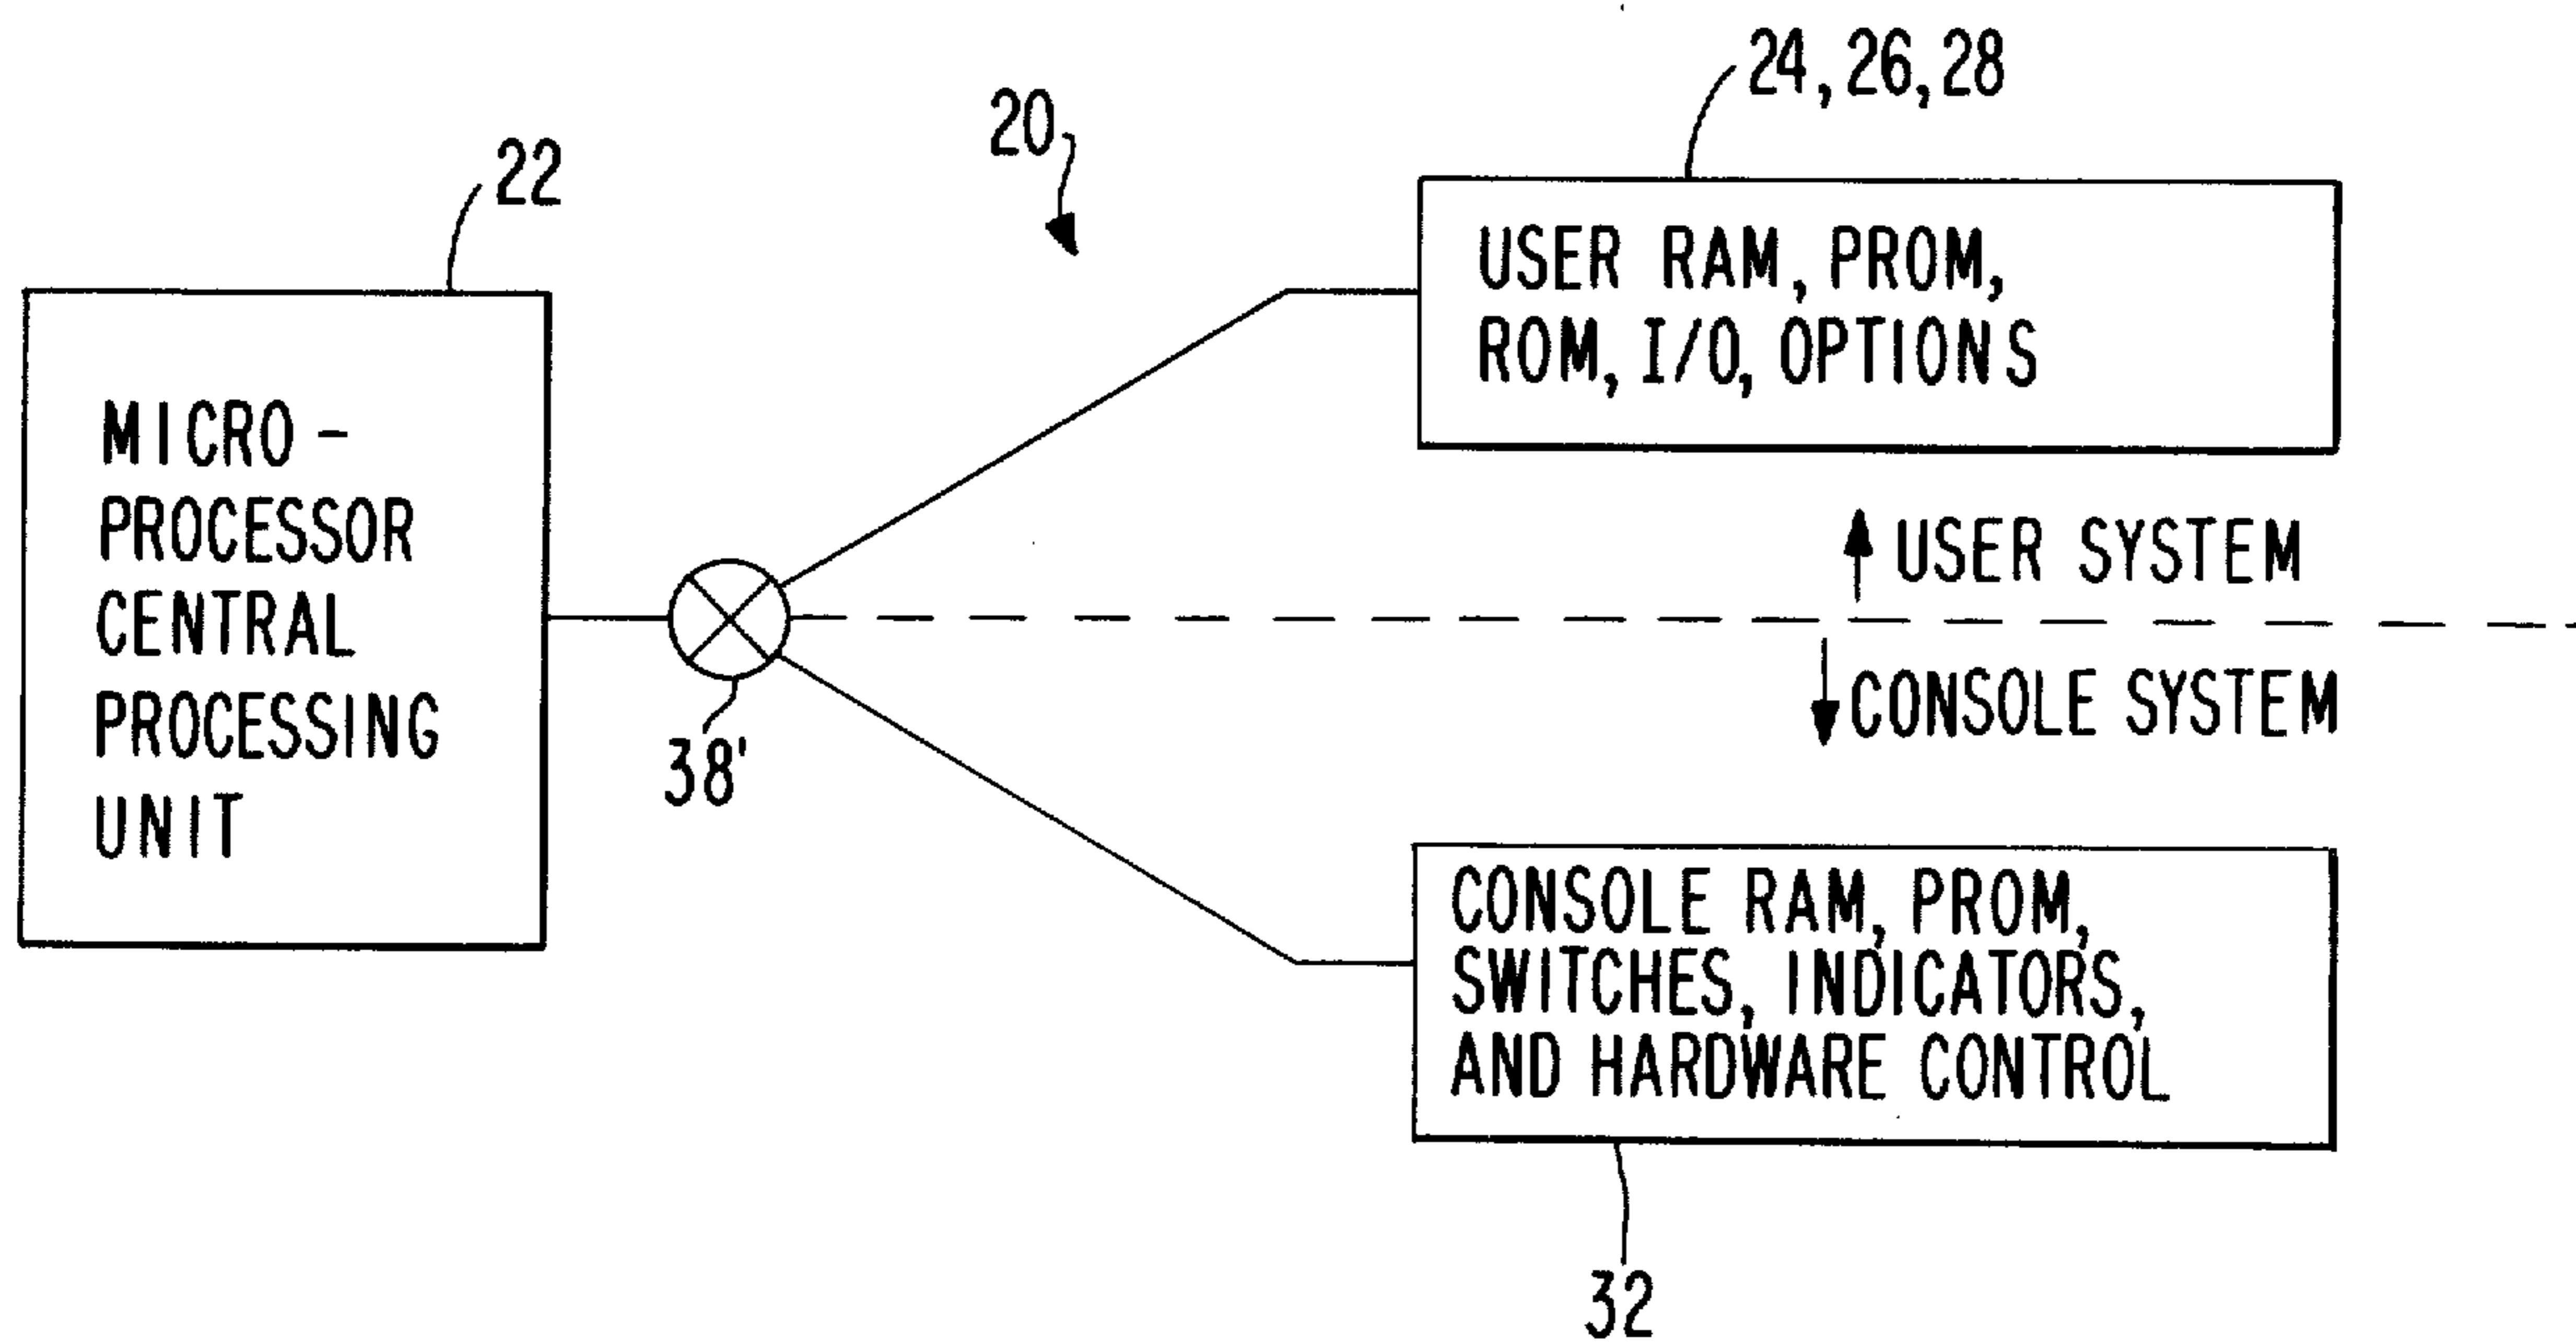 24, 26, 28
20
22
USER RAM, PROM,
ROM, I/O, OPTIONS
MICRO-
PROCESSOR
CENTRAL
PROCESSING
UNIT
USER SYSTEM
CONSOLE SYSTEM
38'
CONSOLE RAM, PROM,
SWITCHES, INDICATORS,
AND HARDWARE CONTROL
32